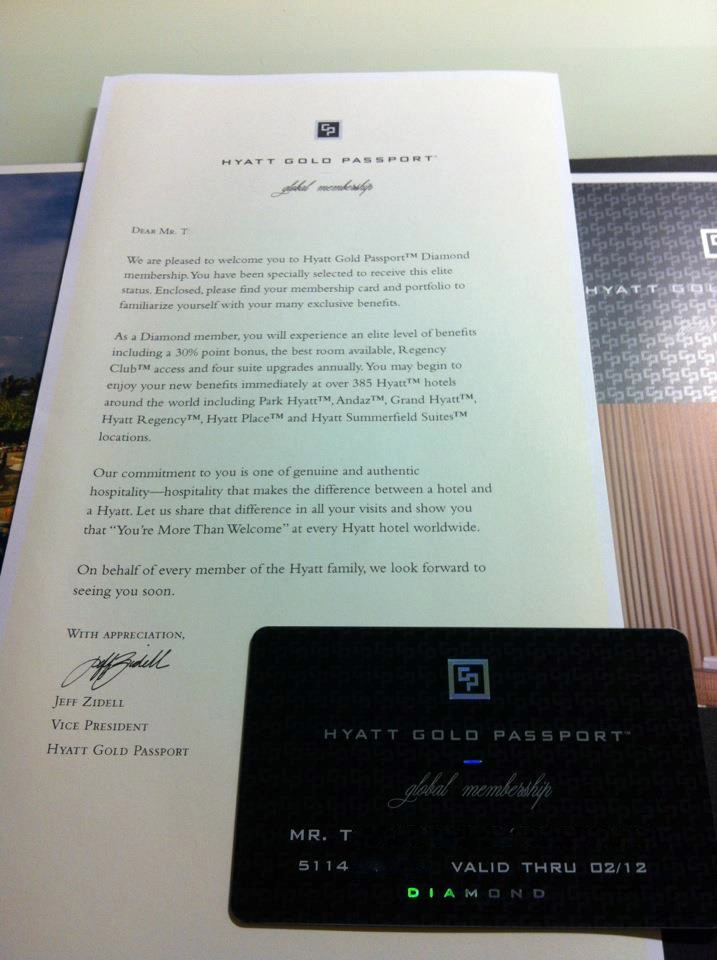 GP
HYATT GOLD PASSPORT™
global membership
DEAR MR. T
We are pleased to welcome you to Hyatt Gold Passport™ Diamond
membership. You have been specially selected to receive this elite
status. Enclosed, please find your membership card and portfolio to
familiarize yourself with your many exclusive benefits.
As a Diamond member, you will experience an elite level of benefits
including a 30% point bonus, the best room available, Regency
Club™ access and four suite upgrades annually. You may begin to
enjoy your new benefits immediately at over 385 Hyatt™ hotels
around the world including Park Hyatt™, Andaz™, Grand Hyatt™,
Hyatt Regency™, Hyatt Place™ and Hyatt Summerfield Suites™
locations.
Our commitment to you is one of genuine and authentic
hospitality—hospitality that makes the difference between a hotel and
a Hyatt. Let us share that difference in all your visits and show you
that “You're More Than Welcome” at every Hyatt hotel worldwide.
On behalf of every member of the Hyatt family, we look forward to
seeing you soon.
WITH APPRECIATION,
Jeff Zidell
JEFF ZIDELL
VICE PRESIDENT
HYATT GOLD PASSPORT
HYATT GOL
GP
HYATT GOLD PASSPORT™
global membership
MR. T
5114
VALID THRU 02/12
DIAMOND